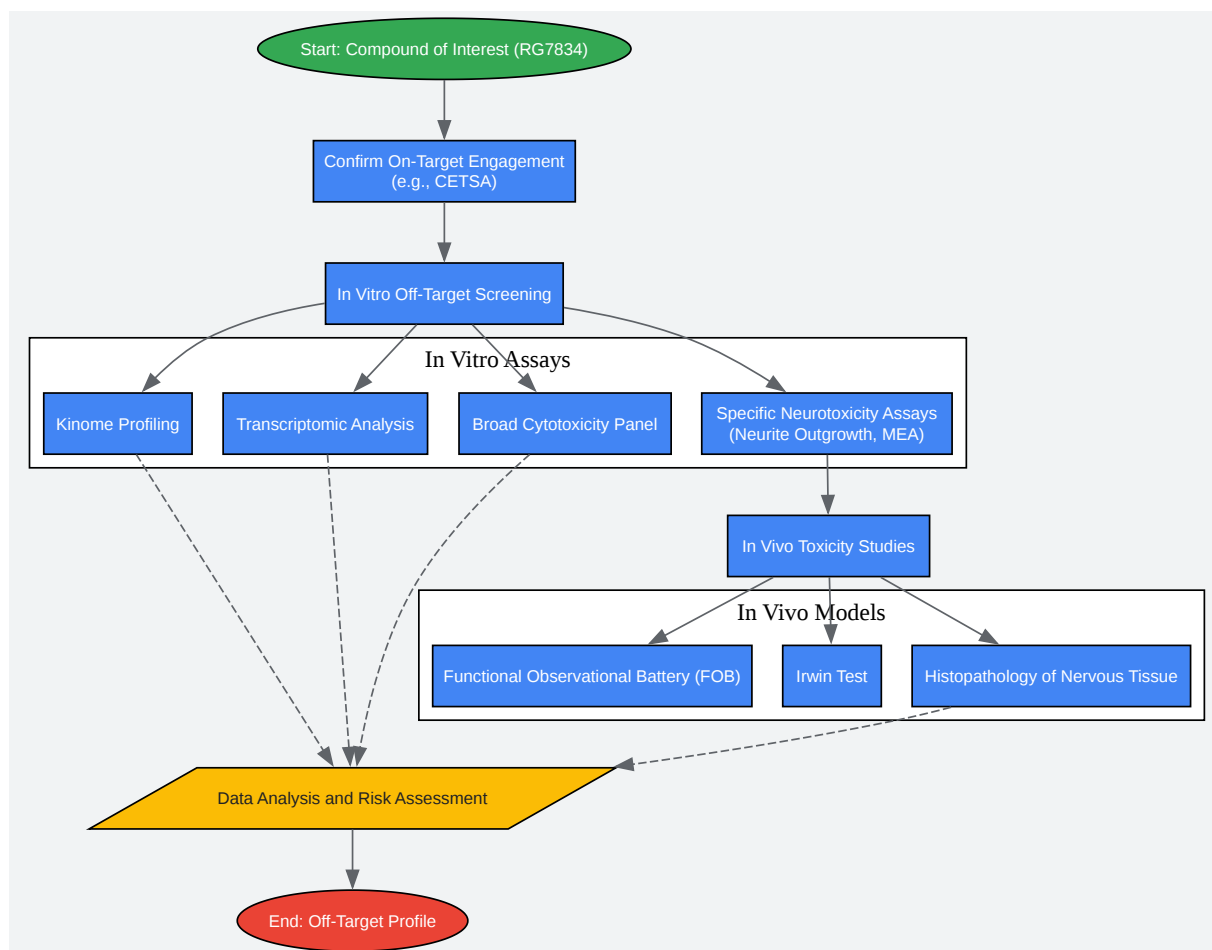 Start: Compound of Interest (RG7834)
Confirm On-Target Engagement
(e.g., CETSA)
In Vitro Off-Target Screening
In Vitro Assays
Kinome Profiling
Transcriptomic Analysis
Broad Cytotoxicity Panel
Specific Neurotoxicity Assays
(Neurite Outgrowth, MEA)
In Vivo Toxicity Studies
In Vivo Models
Functional Observational Battery (FOB)
Irwin Test
Histopathology of Nervous Tissue
Data Analysis and Risk Assessment
End: Off-Target Profile